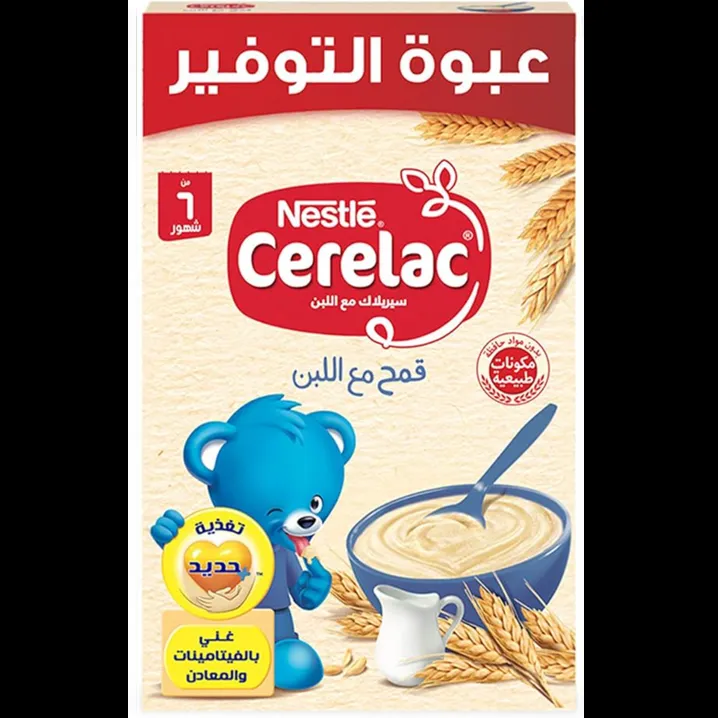 عبوة التوفير
من
٦
شهور
Nestlé®
Cerelac®
سيريلاك مع اللبن
قمح مع اللبن
بدون مواد حافظة
مكونات
طبيعية
تغذية
حديد+™
غني
بالفيتامينات
والمعادن